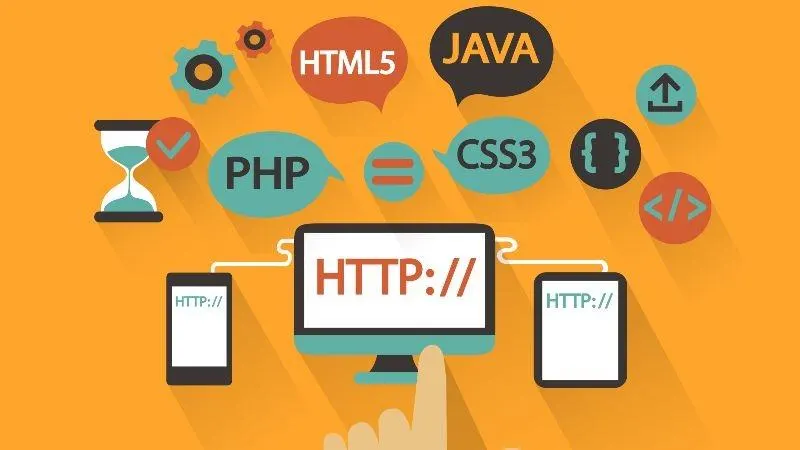 HTML5
JAVA
PHP
=
CSS3
{ }
</>
HTTP://
HTTP://
HTTP://